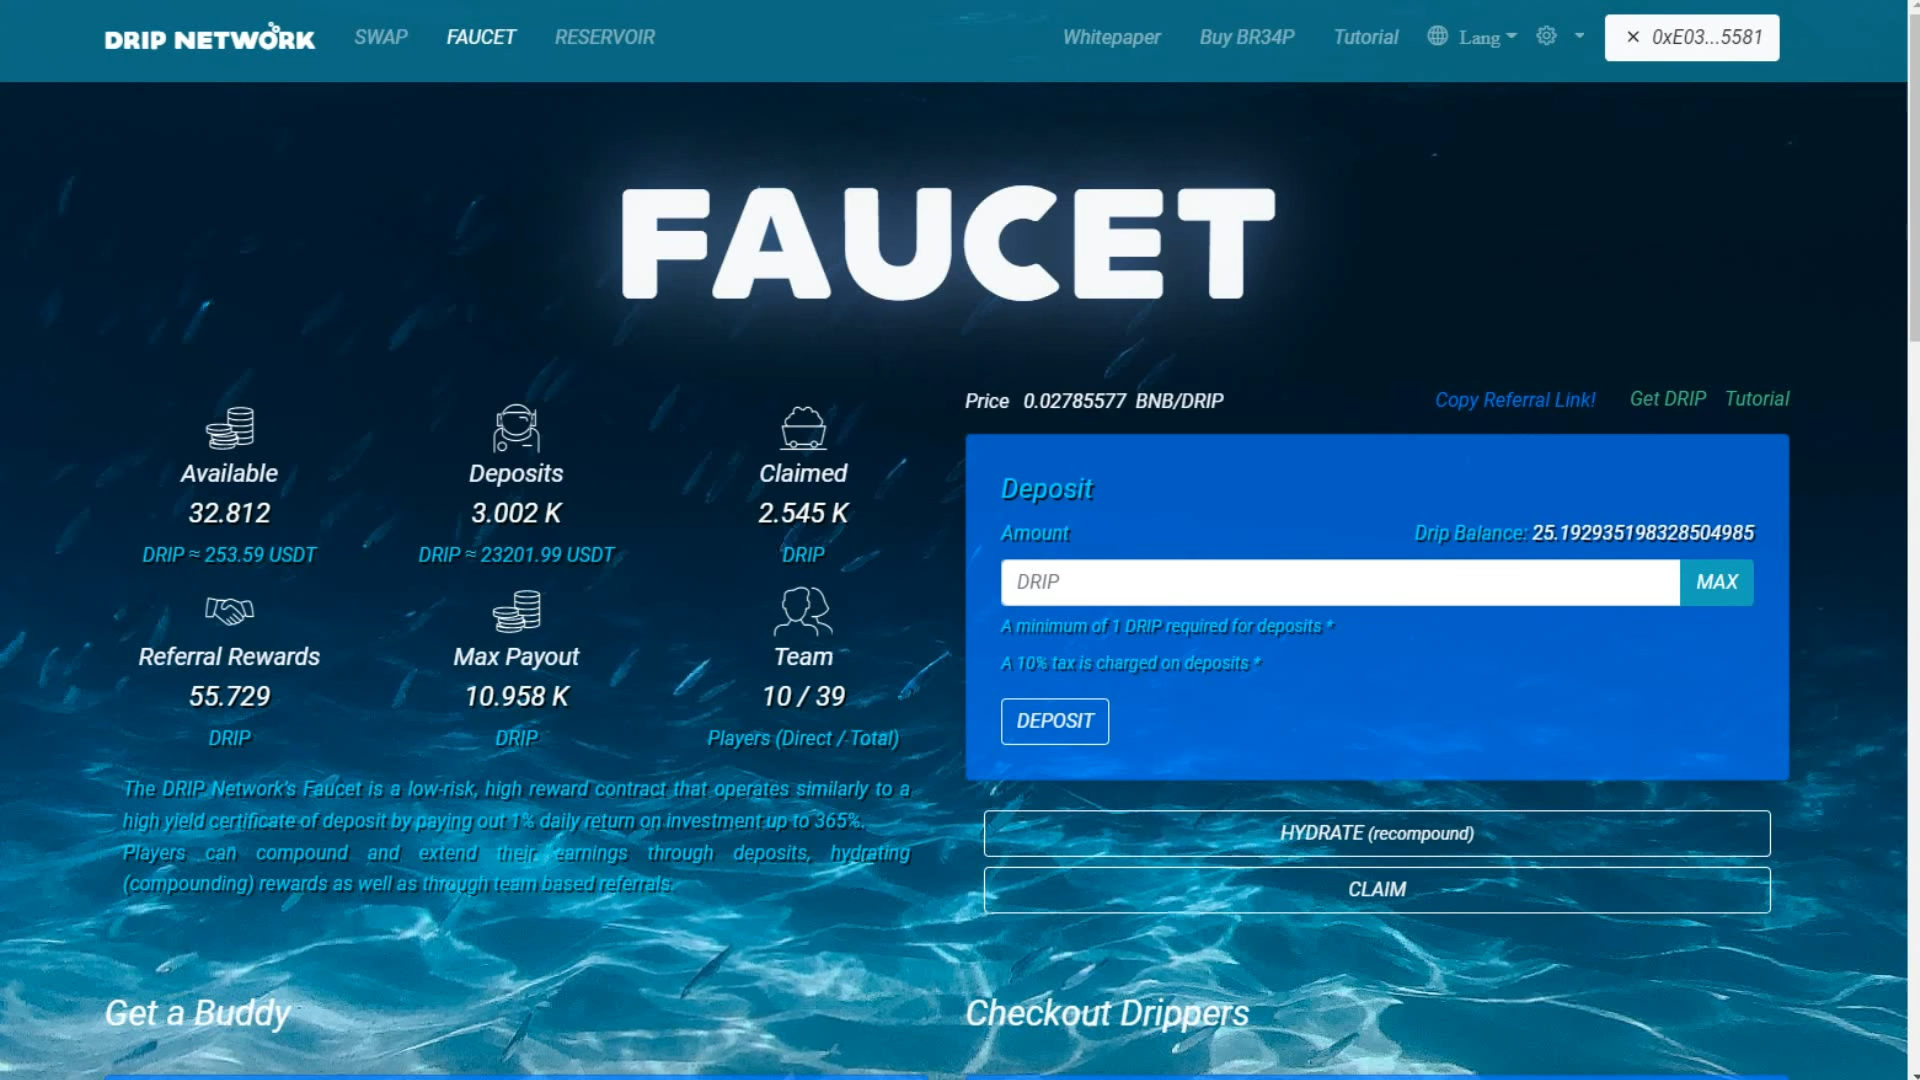 DRIP NETWORK SWAP FAUCET RESERVOIR Whitepaper Buy BR34P Tutorial Lang × 0xE03...5581
FAUCET
Price 0.02785577 BNB/DRIP Copy Referral Link! Get DRIP Tutorial
Available
32.812
DRIP ≈ 253.59 USDT
Deposits
3.002 K
DRIP ≈ 23201.99 USDT
Claimed
2.545 K
DRIP
Referral Rewards
55.729
DRIP
Max Payout
10.958 K
DRIP
Team
10 / 39
Players (Direct / Total)
The DRIP Network's Faucet is a low-risk, high reward contract that operates similarly to a
high yield certificate of deposit by paying out 1% daily return on investment up to 365%.
Players can compound and extend their earnings through deposits, hydrating
(compounding) rewards as well as through team based referrals.
Deposit
Amount Drip Balance: 25.192935198328504985
DRIP MAX
A minimum of 1 DRIP required for deposits *
A 10% tax is charged on deposits *
DEPOSIT
HYDRATE (recompound)
CLAIM
Get a Buddy
Checkout Drippers